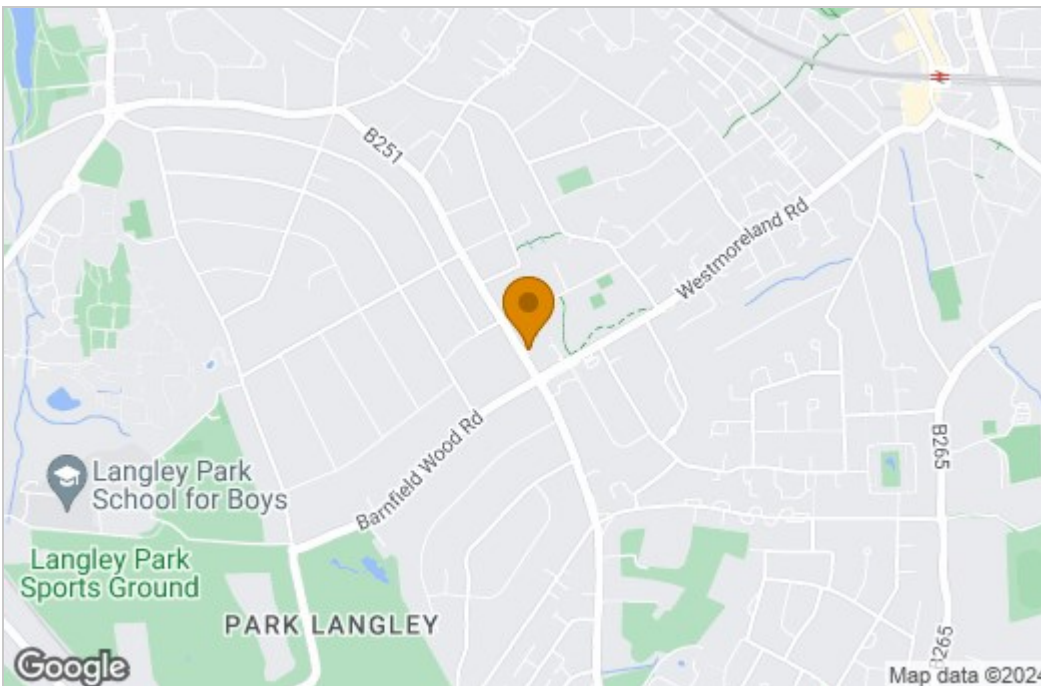 B251
Westmoreland Rd
B265
Langley Park
School for Boys
Barnfield Wood Rd
Langley Park
Sports Ground
PARK LANGLEY
B265
Google
Map data ©2024